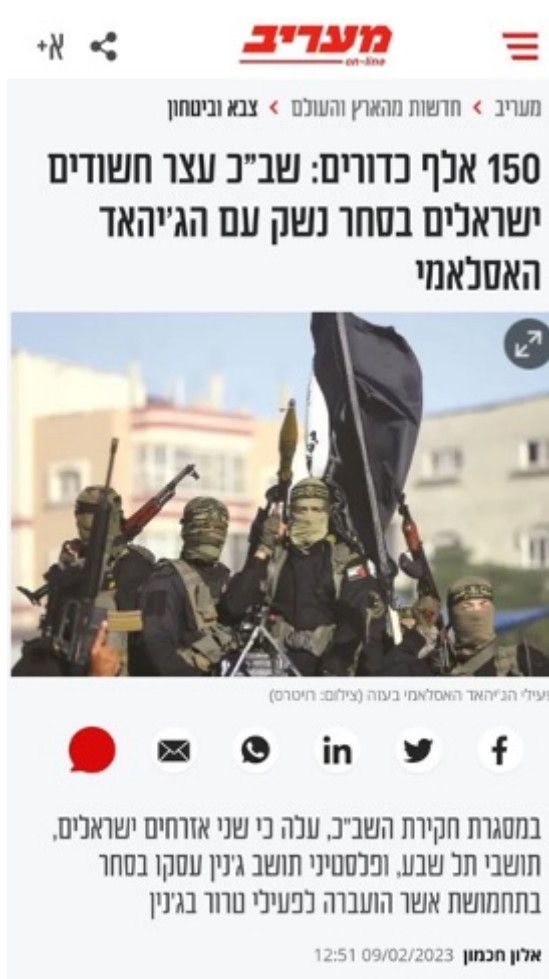 א+
מעריב
on-line
מעריב > חדשות מהארץ והעולם > צבא וביטחון
150 אלף כדורים: שב"כ עצר חשודים
ישראלים בסחר נשק עם הג'יהאד
האסלאמי
פעילי הג'יהאד האסלאמי בעזה (צילום: רויטרס)
במסגרת חקירת השב"כ, עלה כי שני אזרחים ישראלים,
תושבי תל שבע, ופלסטיני תושב ג'נין עסקו בסחר
בתחמושת אשר הועברה לפעילי טרור בג'נין
אלון חכמון 09/02/2023 12:51